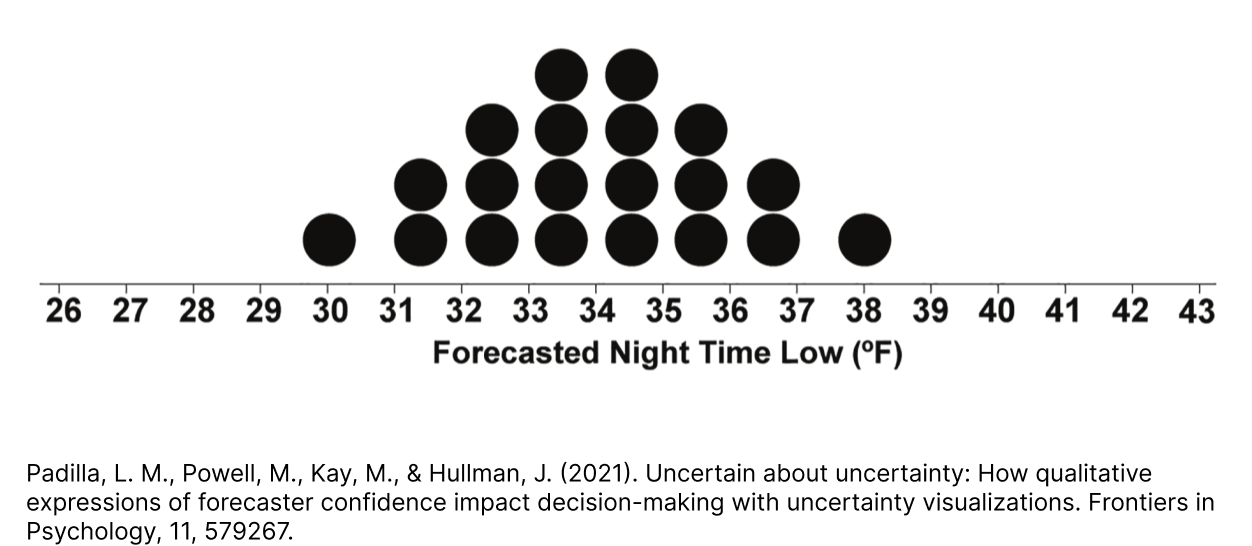 26 27 28 29 30 31 32 33 34 35 36 37 38 39 40 41 42 43
Forecasted Night Time Low (ºF)
Padilla, L. M., Powell, M., Kay, M., & Hullman, J. (2021). Uncertain about uncertainty: How qualitative
expressions of forecaster confidence impact decision-making with uncertainty visualizations. Frontiers in
Psychology, 11, 579267.